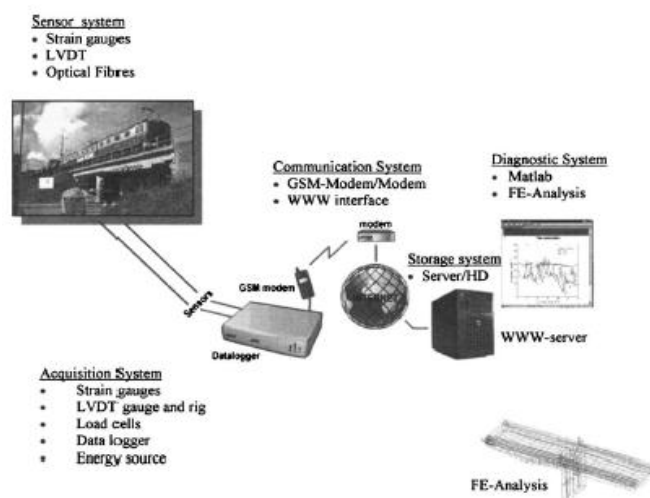 Sensor system
• Strain gauges
• LVDT
• Optical Fibres
Communication System
• GSM-Modem/Modem
• WWW interface
Diagnostic System
• Matlab
• FE-Analysis
modem
Storage system
• Server/HD
GSM modem
Sensors
Datalogger
WWW-server
Acquisition System
• Strain gauges
• LVDT gauge and rig
• Load cells
• Data logger
• Energy source
FE-Analysis